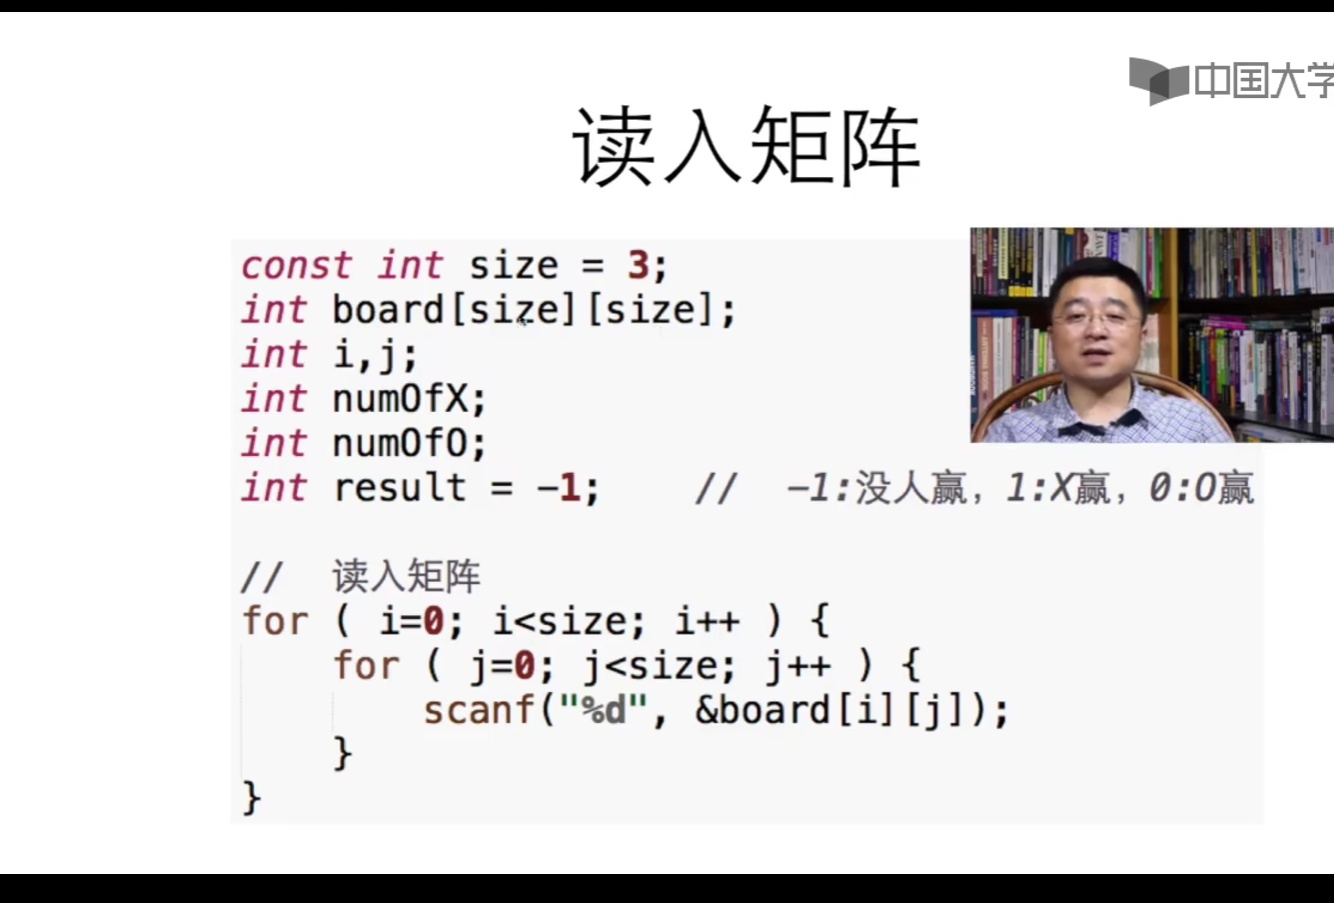 中国大学
读入矩阵
const int size = 3;
int board[size][size];
int i,j;
int numOfX;
int numOfO;
int result = -1;    //  -1:没人赢, 1:X赢, 0:O赢
//  读入矩阵
for ( i=0; i<size; i++ ) {
    for ( j=0; j<size; j++ ) {
        scanf("%d", &board[i][j]);
    }
}